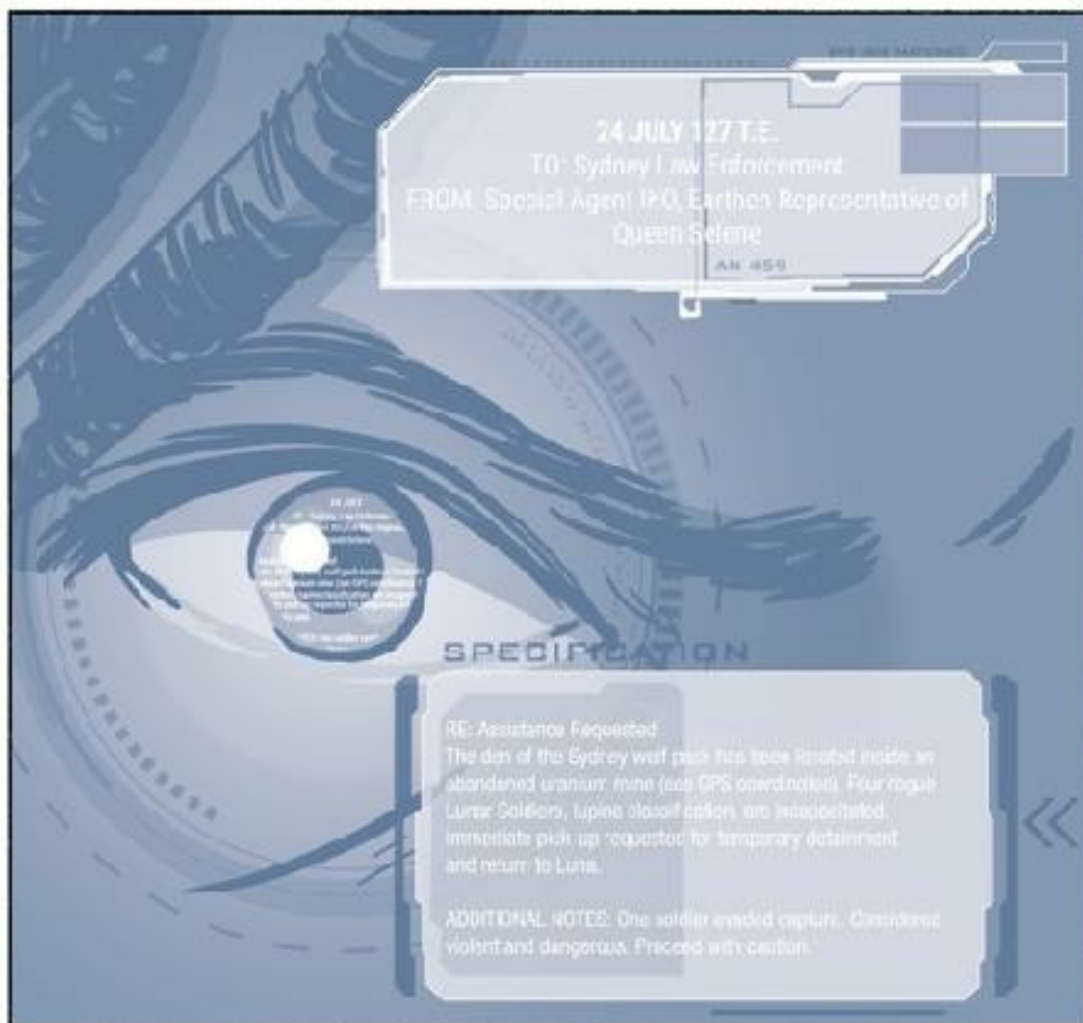 24 JULY 127 T.E.
TO: Sydney Law Enforcement
FROM: Special Agent IKO, Earthen Representative of
Queen Selene
AN 459
SPECIFICATION
RE: Assistance Requested
The den of the Sydney wolf pack has been located inside an
abandoned uranium mine (see GPS coordinates). Four rogue
Lunar Soldiers, lupine classification, are incapacitated.
Immediate pick up requested for temporary detainment
and return to Luna.
ADDITIONAL NOTES: One soldier evaded capture. Considered
violent and dangerous. Proceed with caution.